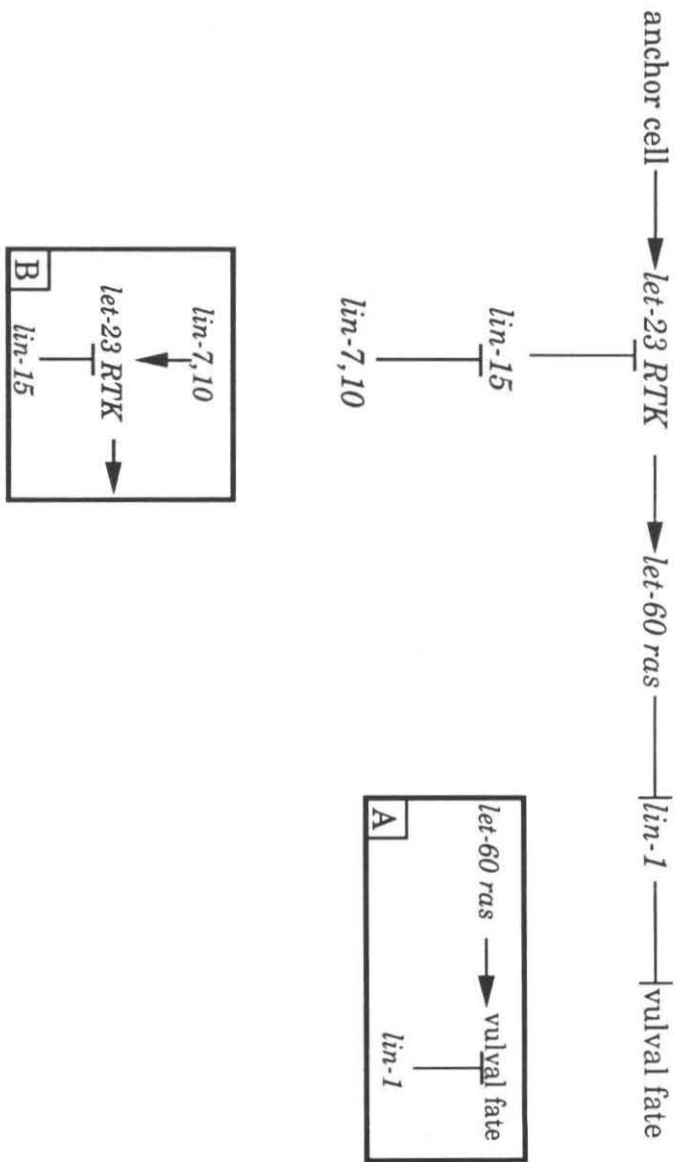 anchor cell let-23 RTK let-60 ras lin-1 vulval fate
lin-15
lin-7,10
let-60 ras vulval fate
lin-1
A
lin-7,10
let-23 RTK
lin-15
B